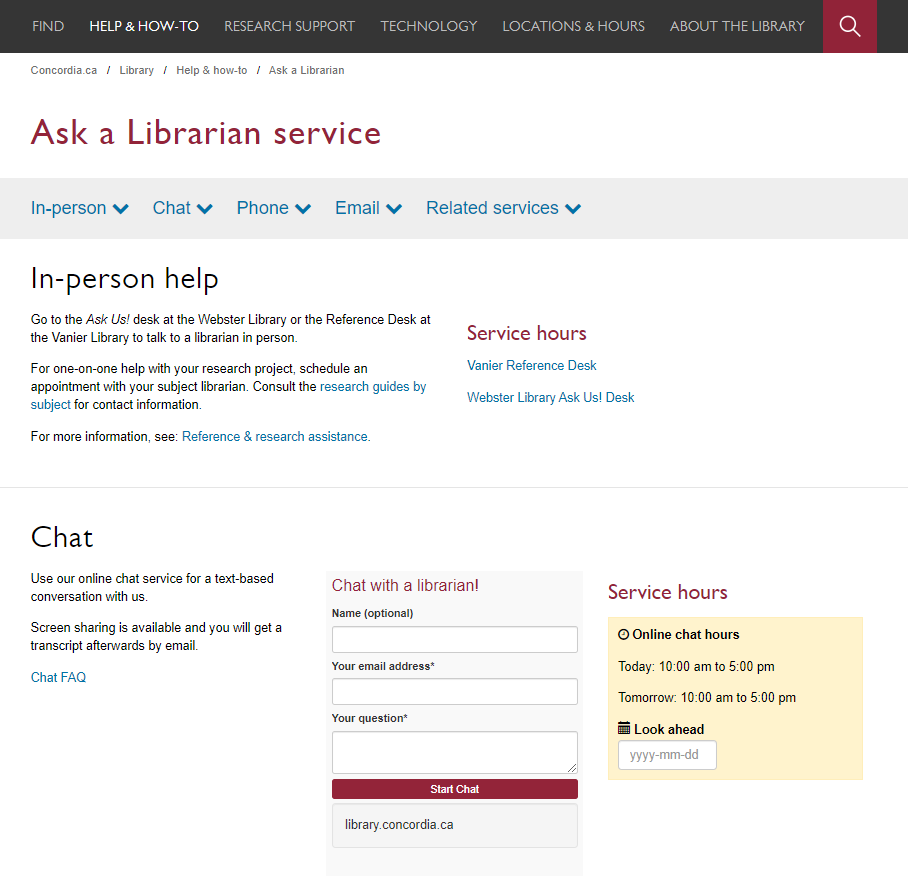 FIND HELP & HOW-TO RESEARCH SUPPORT TECHNOLOGY LOCATIONS & HOURS ABOUT THE LIBRARY
Concordia.ca / Library / Help & how-to / Ask a Librarian
Ask a Librarian service
In-person Chat Phone Email Related services
In-person help
Go to the Ask Us! desk at the Webster Library or the Reference Desk at
the Vanier Library to talk to a librarian in person.
For one-on-one help with your research project, schedule an
appointment with your subject librarian. Consult the research guides by
subject for contact information.
For more information, see: Reference & research assistance.
Service hours
Vanier Reference Desk
Webster Library Ask Us! Desk
Chat
Use our online chat service for a text-based
conversation with us.
Screen sharing is available and you will get a
transcript afterwards by email.
Chat FAQ
Chat with a librarian!
Name (optional)
Your email address*
Your question*
Start Chat
library.concordia.ca
Service hours
Online chat hours
Today: 10:00 am to 5:00 pm
Tomorrow: 10:00 am to 5:00 pm
Look ahead
yyyy-mm-dd